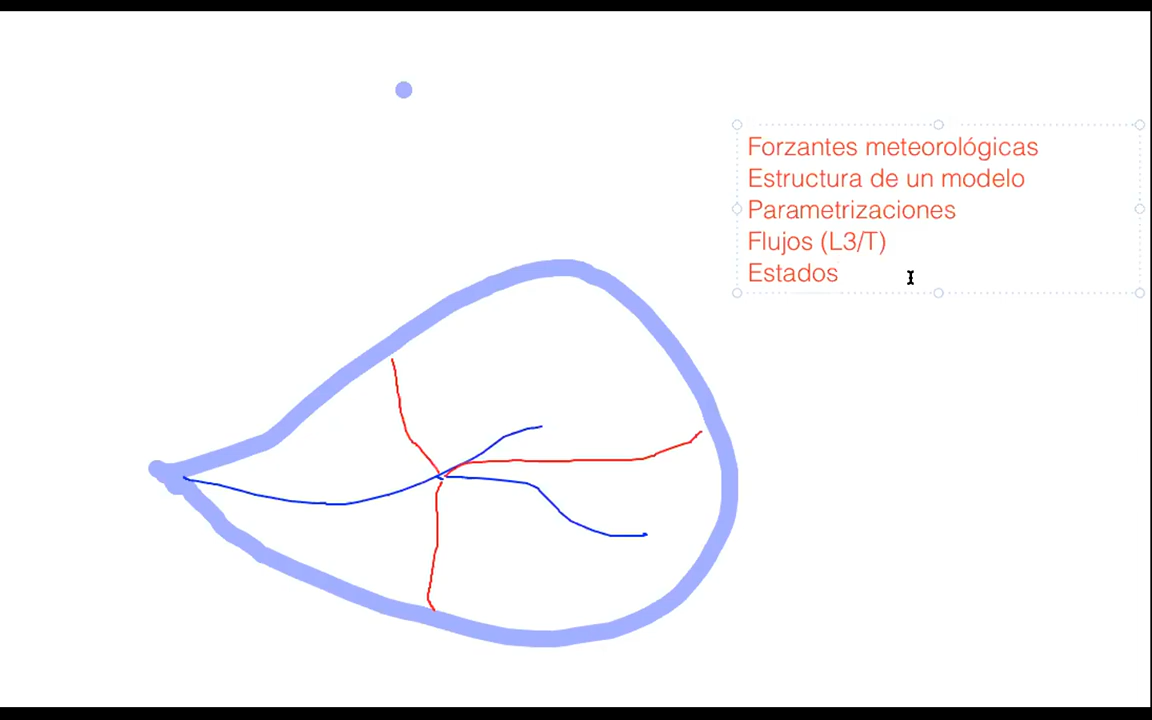 Forzantes meteorológicas
Estructura de un modelo
Parametrizaciones
Flujos (L3/T)
Estados